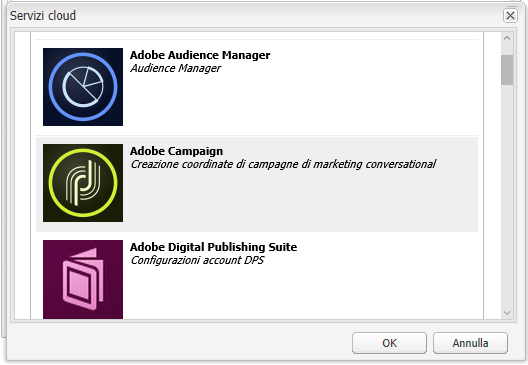 Servizi cloud
Adobe Audience Manager
Audience Manager
Adobe Campaign
Creazione coordinate di campagne di marketing conversational
Adobe Digital Publishing Suite
Configurazioni account DPS
OK
Annulla